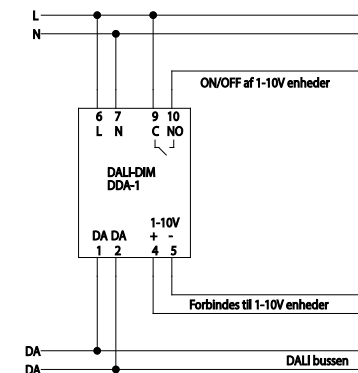 L
N
ON/OFF af 1-10V enheder
6 7 9 10
L N C NO
DALI-DIM
DDA-1
1-10V
DA DA + -
1 2 4 5
Forbindes til 1-10V enheder
DA
DALI bussen
DA